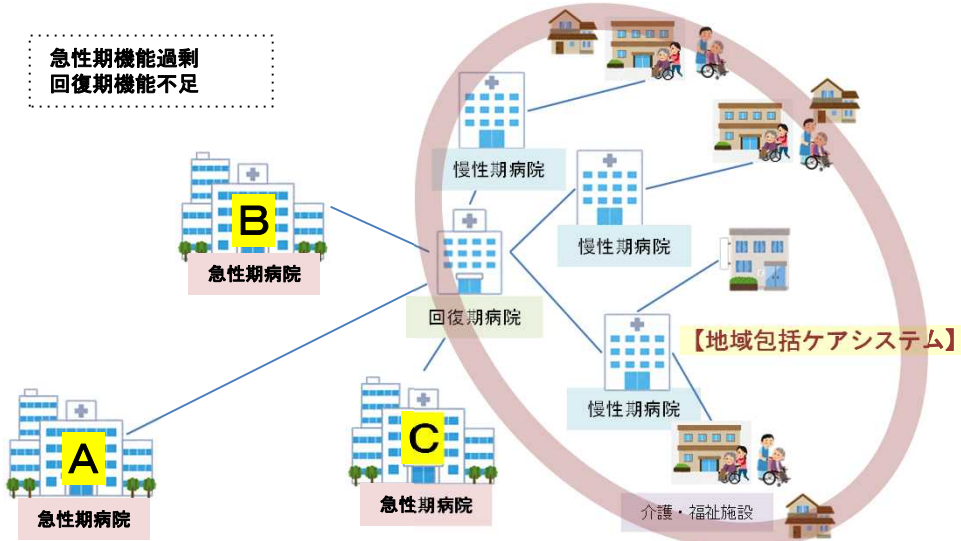 急性期機能過剰
回復期機能不足
慢性期病院
B
急性期病院
慢性期病院
回復期病院
【地域包括ケアシステム】
慢性期病院
A
急性期病院
C
急性期病院
介護・福祉施設